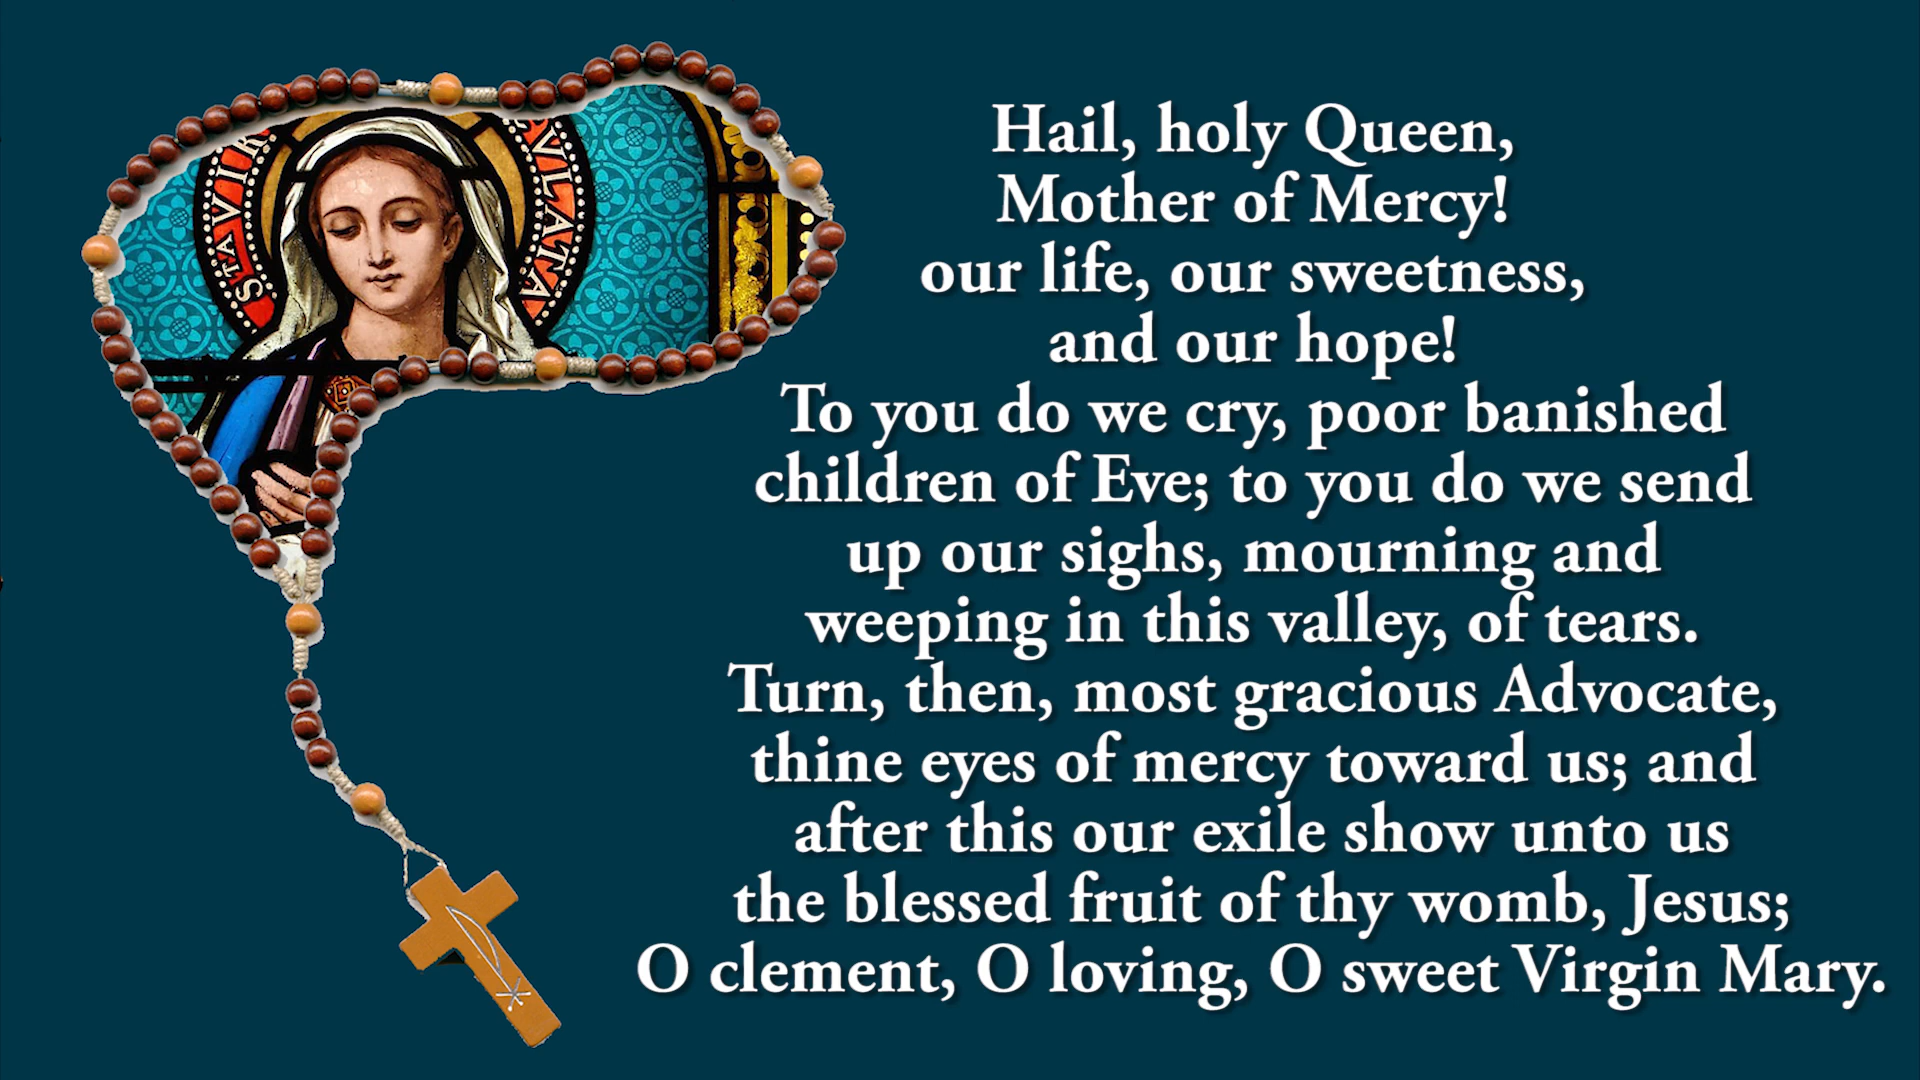 STA VIR
ULATA
Hail, holy Queen,
Mother of Mercy!
our life, our sweetness,
and our hope!
To you do we cry, poor banished
children of Eve; to you do we send
up our sighs, mourning and
weeping in this valley, of tears.
Turn, then, most gracious Advocate,
thine eyes of mercy toward us; and
after this our exile show unto us
the blessed fruit of thy womb, Jesus;
O clement, O loving, O sweet Virgin Mary.